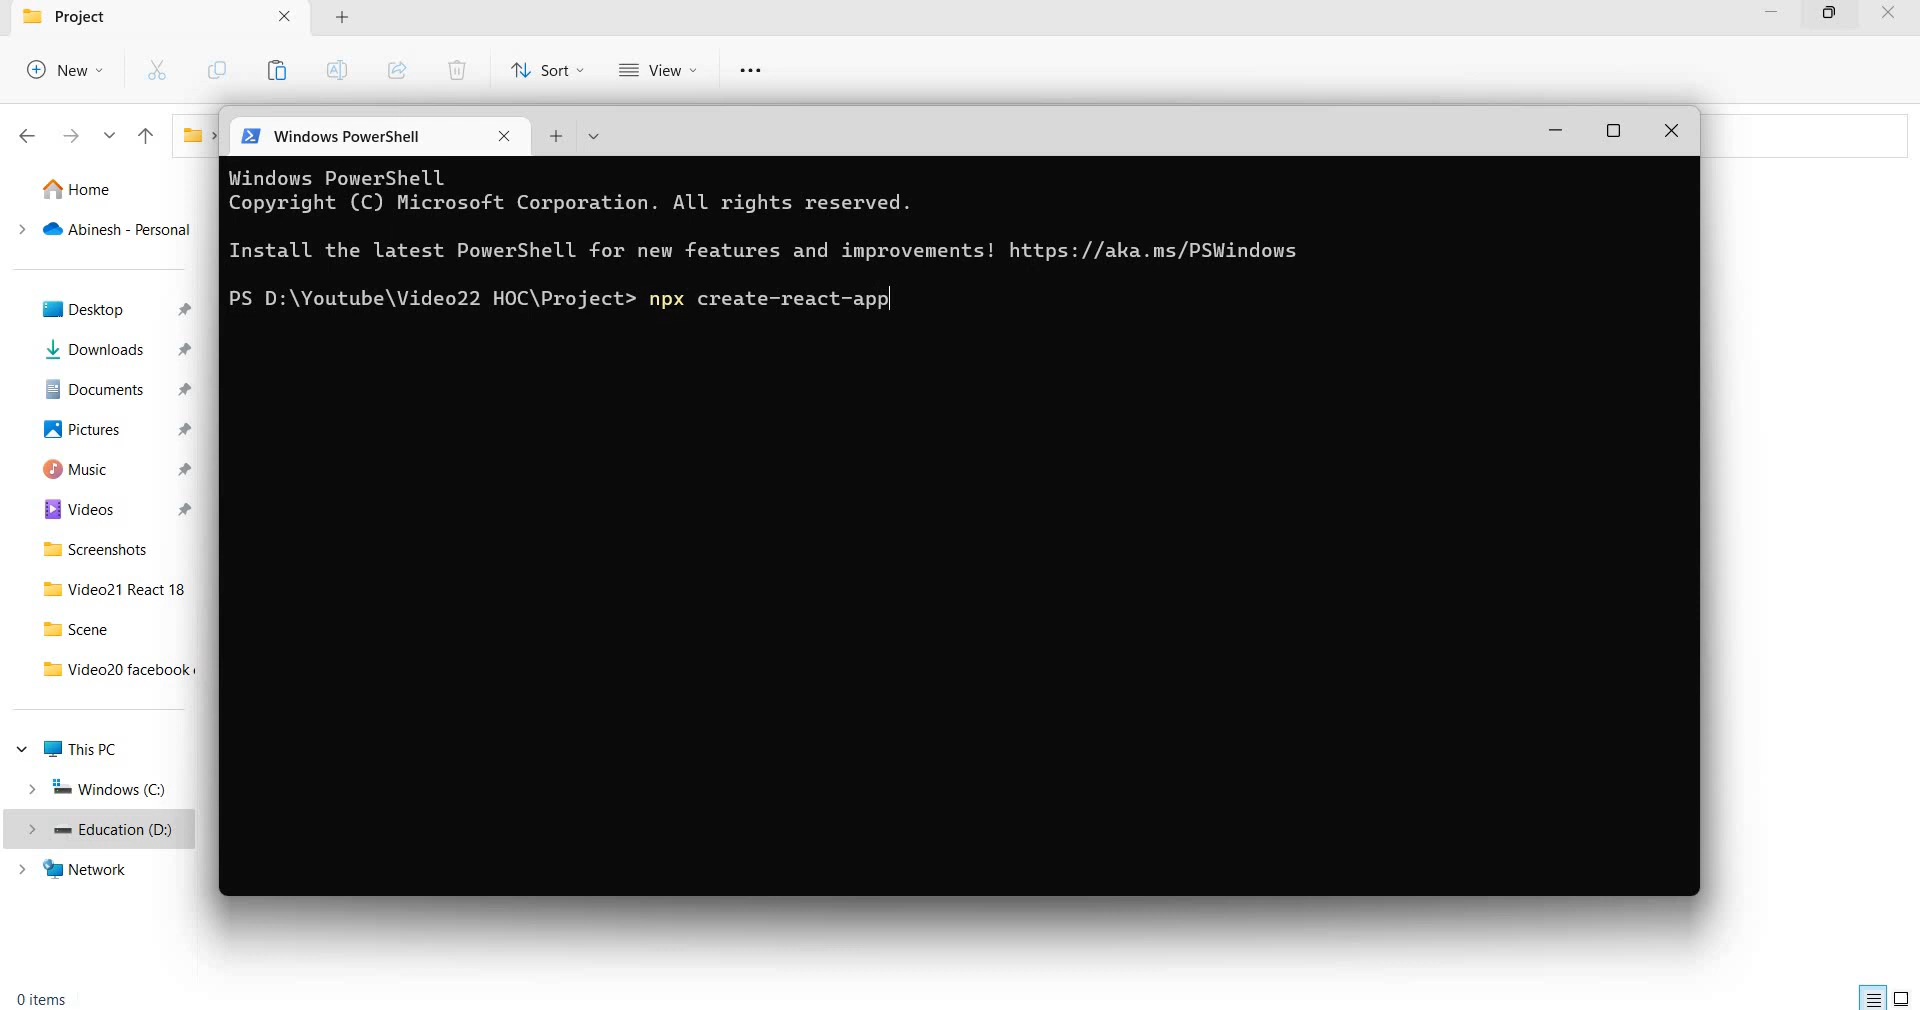 Project
New
Sort
View
Windows PowerShell
Home
Abinesh - Personal
Desktop
Downloads
Documents
Pictures
Music
Videos
Screenshots
Video21 React 18
Scene
Video20 facebook
This PC
Windows (C:)
Education (D:)
Network
0 items
Windows PowerShell
Copyright (C) Microsoft Corporation. All rights reserved.
Install the latest PowerShell for new features and improvements! https://aka.ms/PSWindows
PS D:\Youtube\Video22 HOC\Project> npx create-react-app